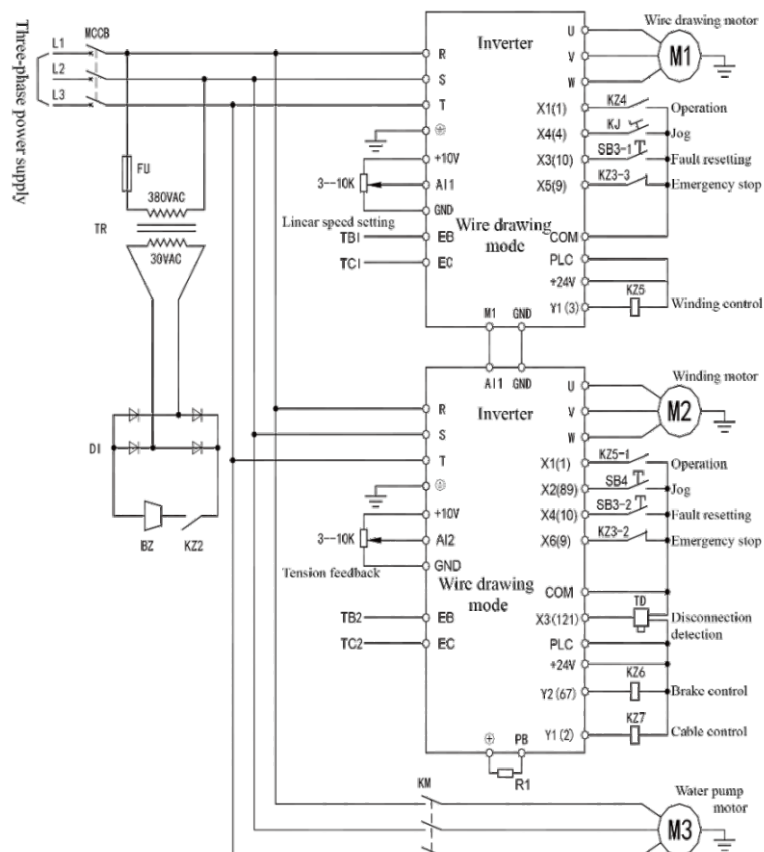 Three-phase power supply
L1
L2
L3
MCCB
FU
380VAC
TR
30VAC
DI
BZ
KZ2
Inverter
R
S
T
+10V
3--10K
AI1
GND
Linear speed setting
TB1
EB
TC1
EC
Wire drawing
mode
U
V
W
Wire drawing motor
M1
X1(1)
KZ4
Operation
X4(4)
KJ
Jog
X3(10)
SB3-1
Fault resetting
X5(9)
KZ3-3
Emergency stop
COM
PLC
+24V
Y1(3)
KZ5
Winding control
M1
GND
AI1
GND
Inverter
R
S
T
+10V
3--10K
AI2
GND
Tension feedback
TB2
EB
TC2
EC
Wire drawing
mode
U
V
W
Winding motor
M2
X1(1)
KZ5-1
Operation
X2(89)
SB4
Jog
X4(10)
SB3-2
Fault resetting
X6(9)
KZ3-2
Emergency stop
COM
X3(121)
TD
Disconnection
detection
PLC
+24V
Y2(67)
KZ6
Brake control
Y1(2)
KZ7
Cable control
PB
R1
KM
Water pump
motor
M3